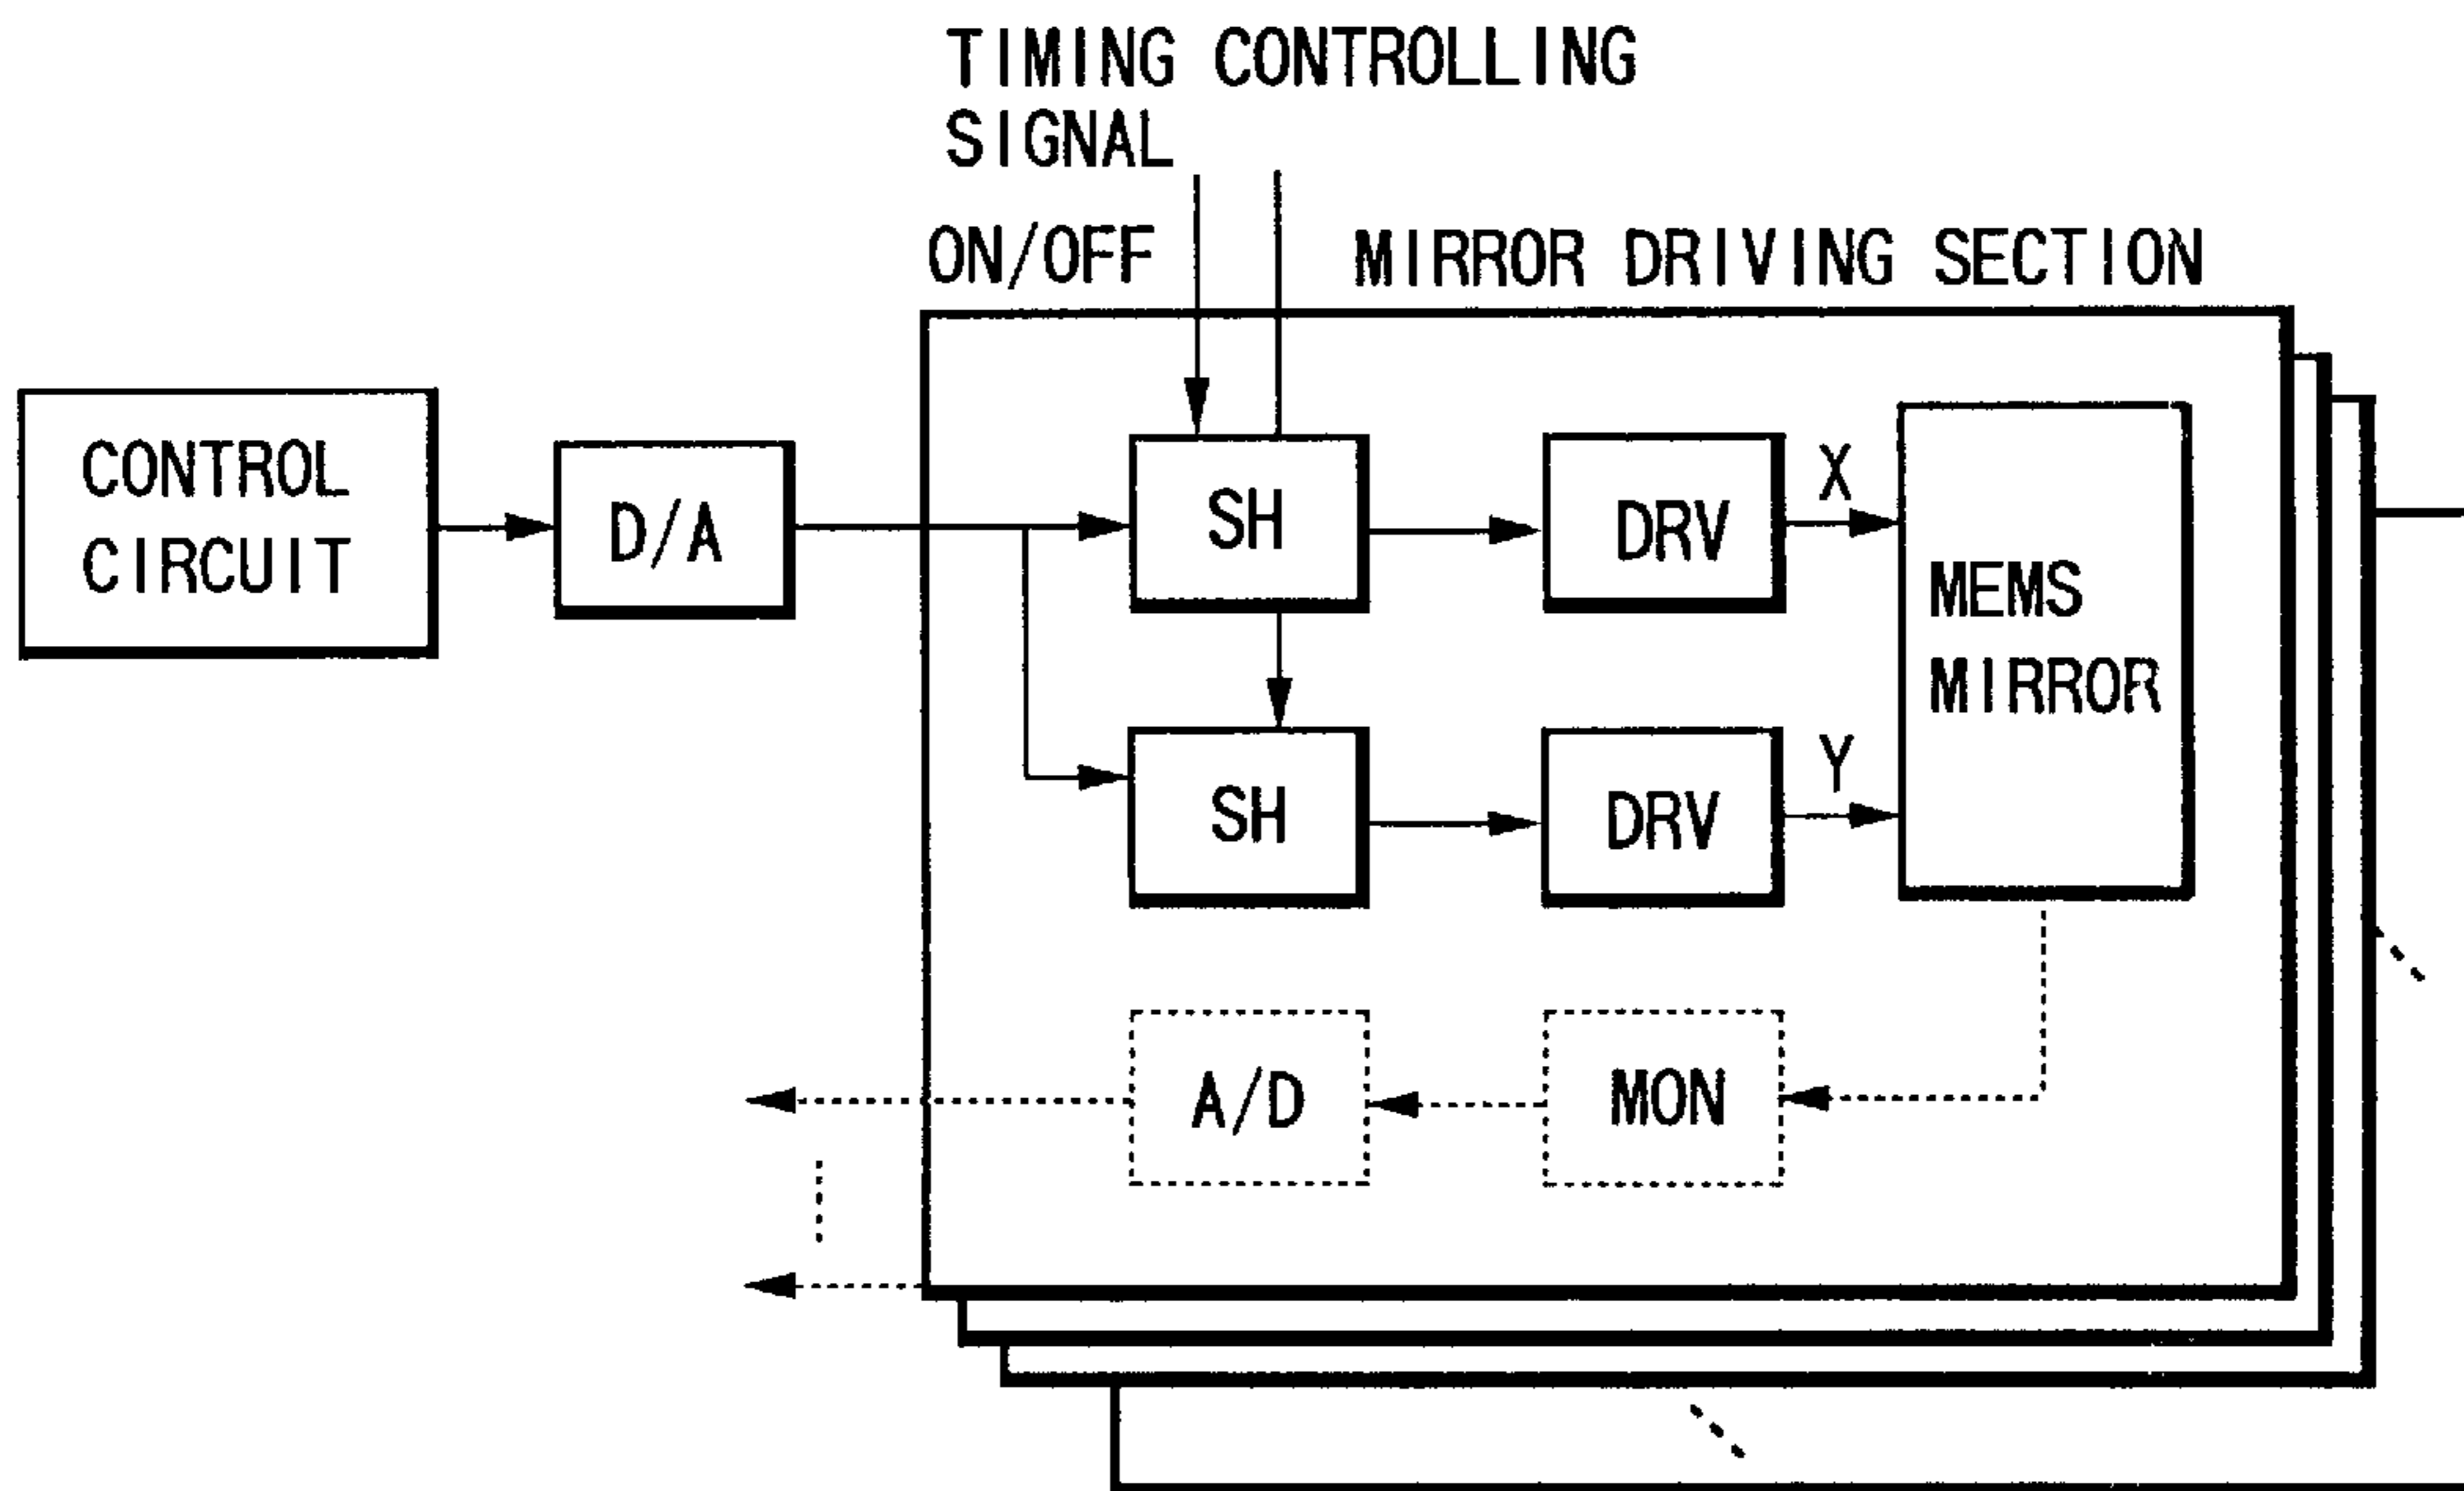 TIMING CONTROLLING
SIGNAL
ON/OFF
MIRROR DRIVING SECTION
CONTROL
CIRCUIT
D/A
SH
DRV
X
MEMS
MIRROR
SH
DRV
Y
A/D
MON